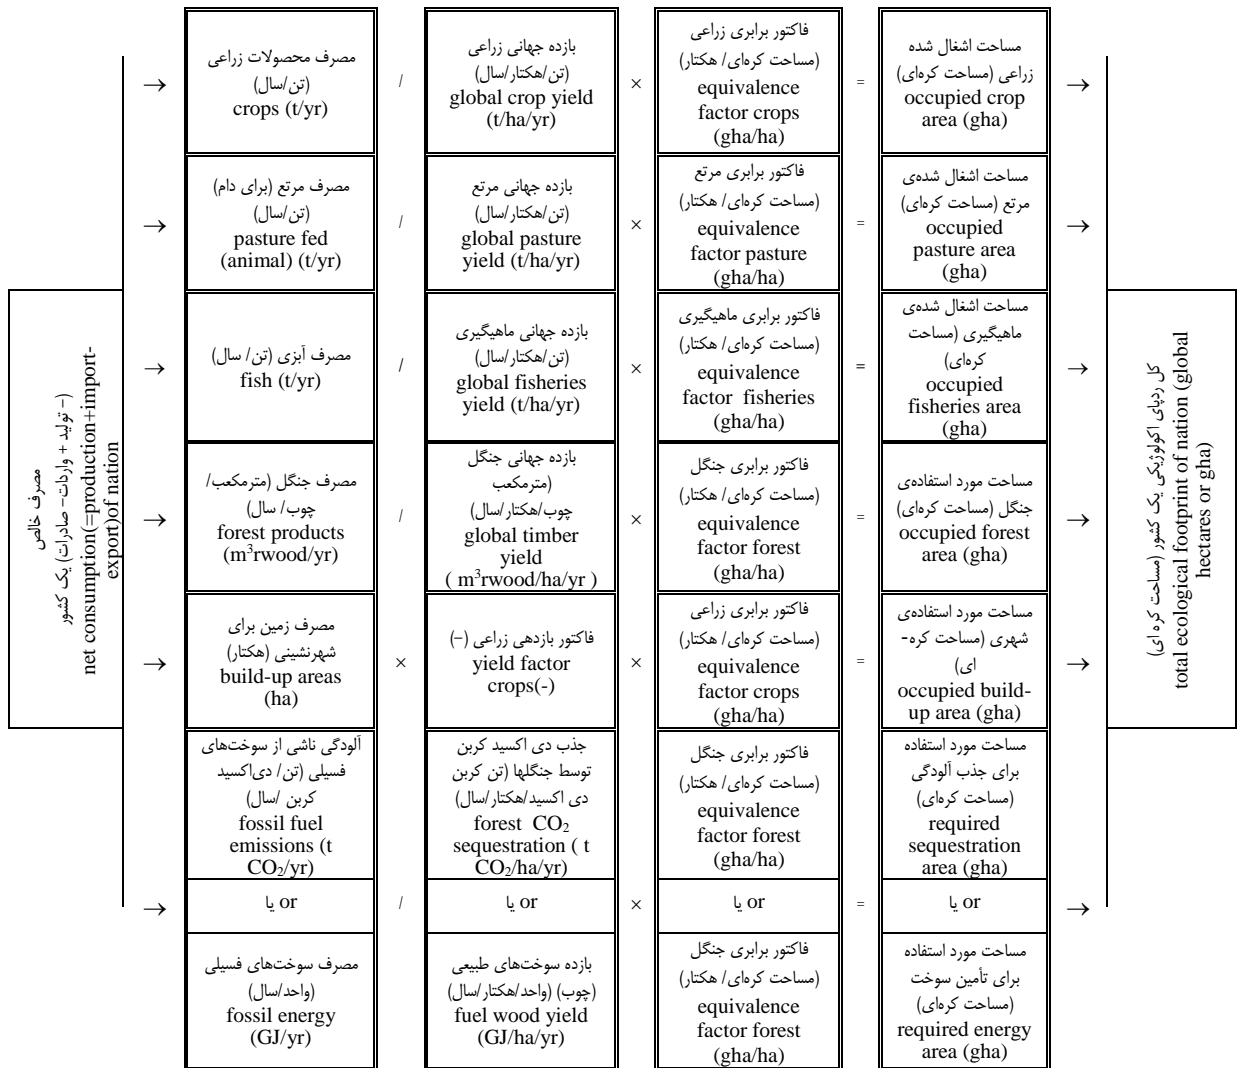 مصرف خالص
(= تولید + واردات- صادرات) یک کشور
net consumption(=production+import-
export)of nation
→
مصرف محصولات زراعی
(تن/سال)
crops (t/yr)
/
بازده جهانی زراعی
(تن/هکتار/سال)
global crop yield
(t/ha/yr)
×
فاکتور برابری زراعی
(مساحت کره‌ای/ هکتار)
equivalence
factor crops
(gha/ha)
=
مساحت اشغال شده
زراعی (مساحت کره‌ای)
occupied crop
area (gha)
→
→
مصرف مرتع (برای دام)
(تن/سال)
pasture fed
(animal) (t/yr)
/
بازده جهانی مرتع
(تن/هکتار/سال)
global pasture
yield (t/ha/yr)
×
فاکتور برابری مرتع
(مساحت کره‌ای/ هکتار)
equivalence
factor pasture
(gha/ha)
=
مساحت اشغال شده‌ی
مرتع (مساحت کره‌ای)
occupied
pasture area
(gha)
→
→
مصرف آبزی (تن/ سال)
fish (t/yr)
/
بازده جهانی ماهیگیری
(تن/هکتار/سال)
global fisheries
yield (t/ha/yr)
×
فاکتور برابری ماهیگیری
(مساحت کره‌ای/ هکتار)
equivalence
factor fisheries
(gha/ha)
=
مساحت اشغال شده‌ی
ماهیگیری (مساحت
کره‌ای)
occupied
fisheries area
(gha)
→
→
مصرف جنگل (مترمکعب/
چوب/ سال)
forest products
(m³rwood/yr)
/
بازده جهانی جنگل
(مترمکعب
چوب/هکتار/سال)
global timber
yield
( m³rwood/ha/yr )
×
فاکتور برابری جنگل
(مساحت کره‌ای/ هکتار)
equivalence
factor forest
(gha/ha)
=
مساحت مورد استفاده‌ی
جنگل (مساحت کره‌ای)
occupied forest
area (gha)
→
→
مصرف زمین برای
شهرنشینی (هکتار)
build-up areas
(ha)
×
فاکتور بازدهی زراعی (–)
yield factor
crops(-)
×
فاکتور برابری زراعی
(مساحت کره‌ای/ هکتار)
equivalence
factor crops
(gha/ha)
=
مساحت مورد استفاده‌ی
شهری (مساحت کره-
ای)
occupied build-
up area (gha)
→
آلودگی ناشی از سوخت‌های
فسیلی (تن/ دی‌اکسید
کربن /سال)
fossil fuel
emissions (t
CO₂/yr)
جذب دی اکسید کربن
توسط جنگلها (تن کربن
دی اکسید/هکتار/سال)
forest CO₂
sequestration ( t
CO₂/ha/yr)
فاکتور برابری جنگل
(مساحت کره‌ای/ هکتار)
equivalence
factor forest
(gha/ha)
مساحت مورد استفاده
برای جذب آلودگی
(مساحت کره‌ای)
required
sequestration
area (gha)
→
یا or
/
یا or
×
یا or
=
یا or
→
مصرف سوخت‌های فسیلی
(واحد/سال)
fossil energy
(GJ/yr)
بازده سوخت‌های طبیعی
(چوب) (واحد/هکتار/سال)
fuel wood yield
(GJ/ha/yr)
فاکتور برابری جنگل
(مساحت کره‌ای/ هکتار)
equivalence
factor forest
(gha/ha)
مساحت مورد استفاده
برای تأمین سوخت
(مساحت کره‌ای)
required energy
area (gha)
کل ردپای اکولوژیکی یک کشور (مساحت کره ای)
total ecological footprint of nation (global
hectares or gha)